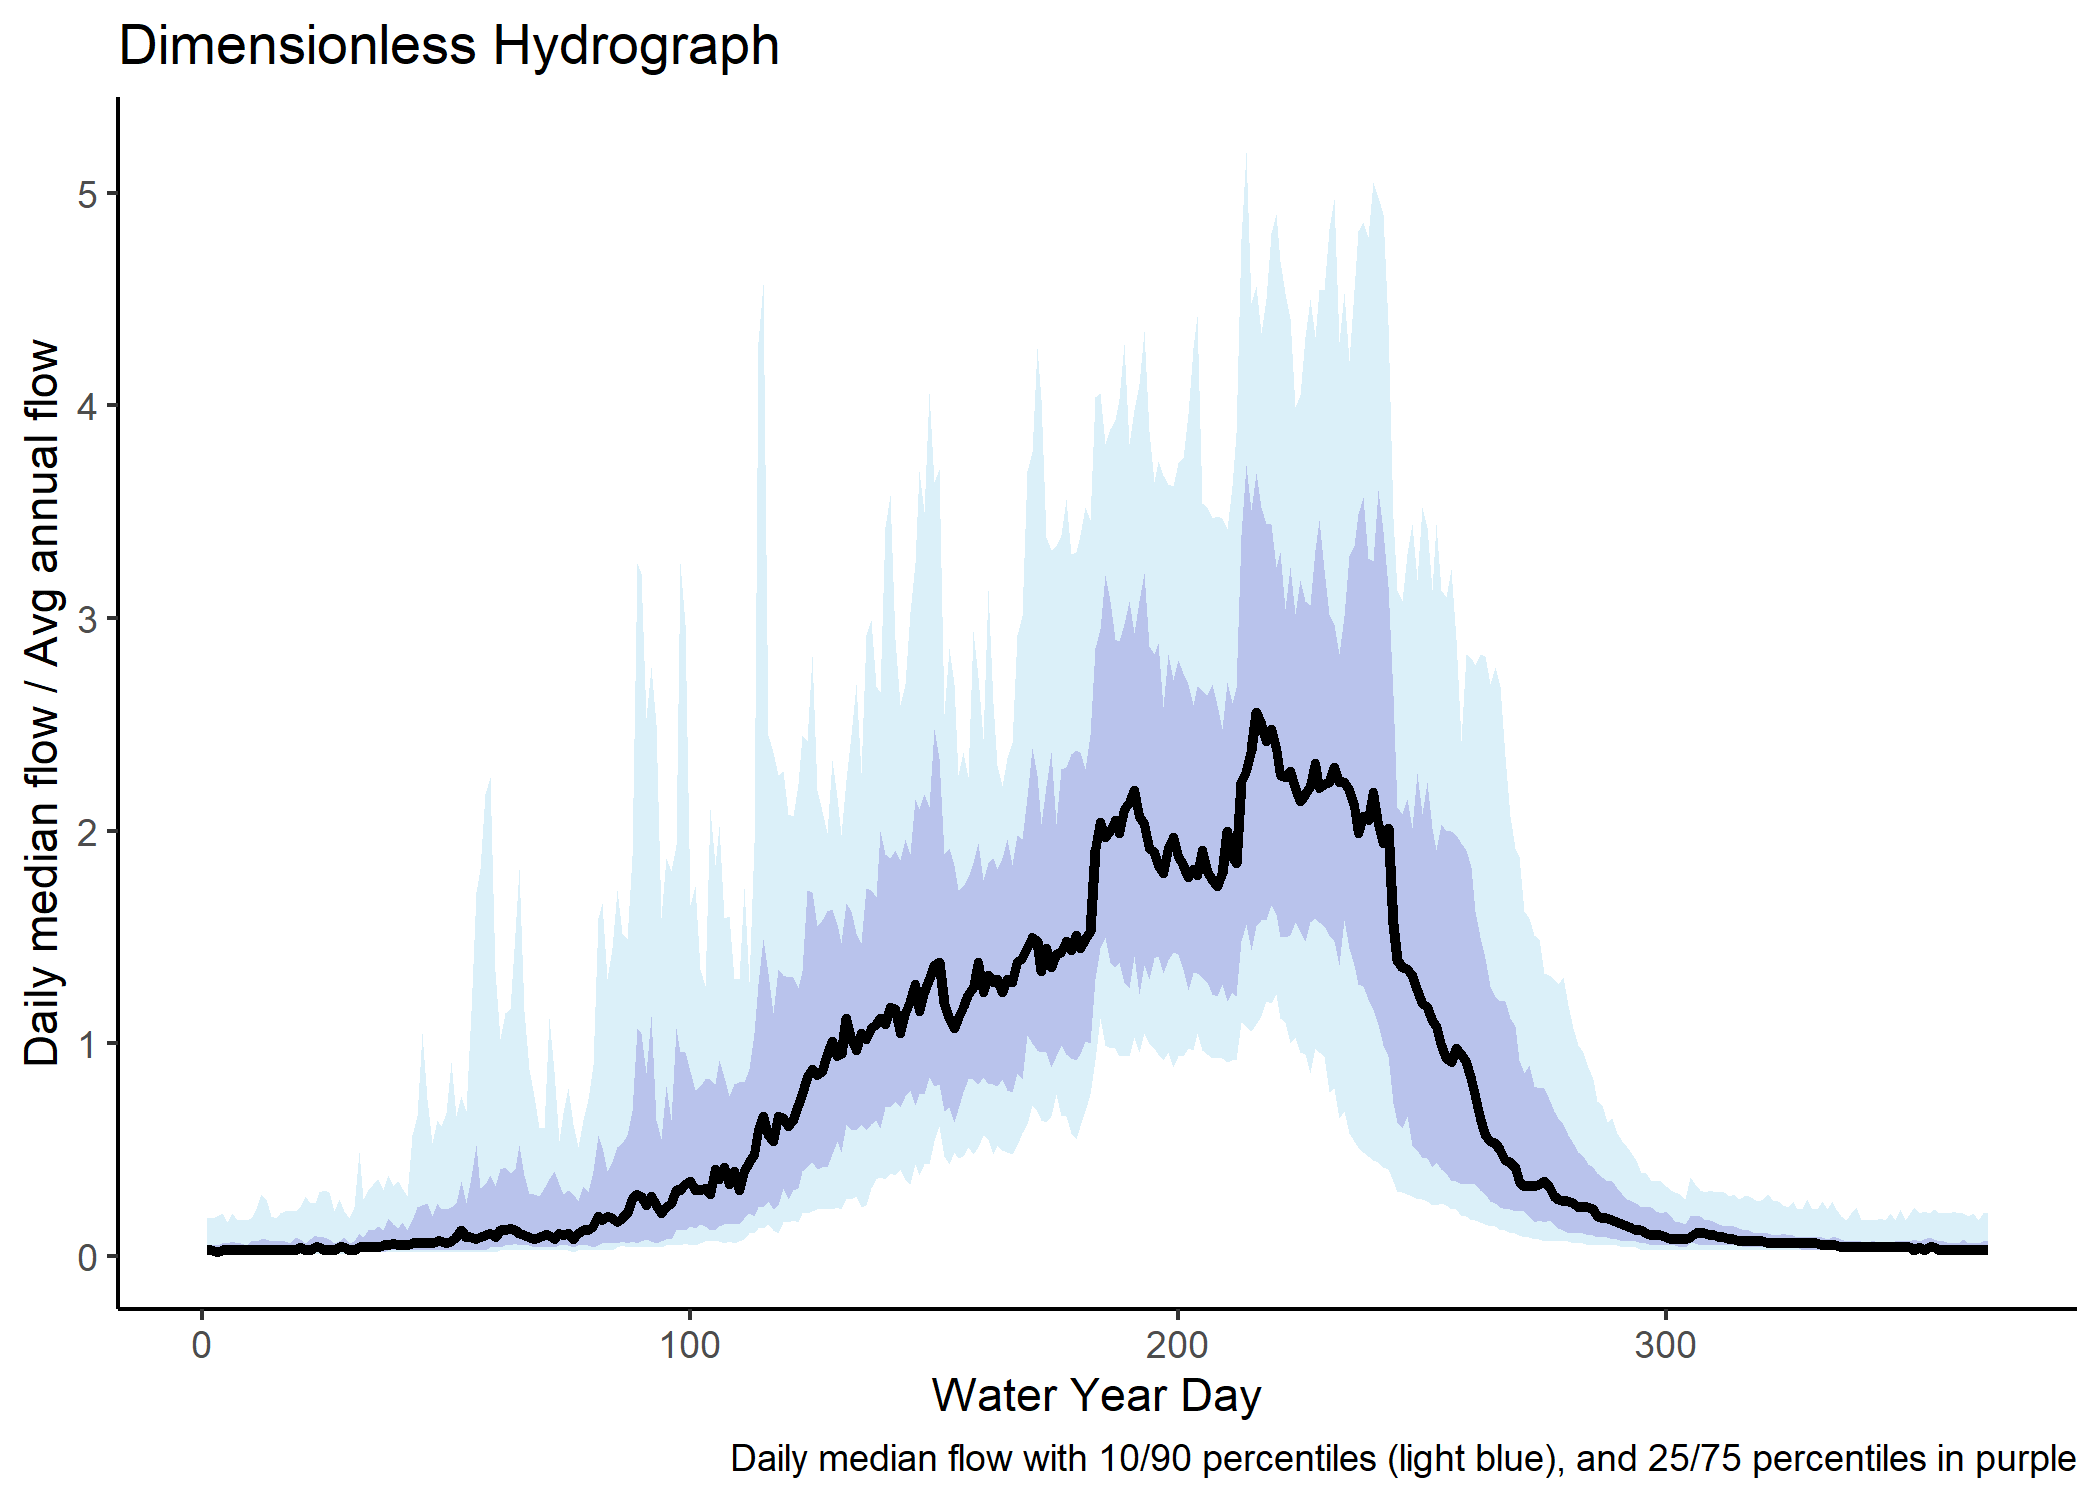 Dimensionless Hydrograph
Daily median flow / Avg annual flow
5
4
3
2
1
0
0 100 200 300
Water Year Day
Daily median flow with 10/90 percentiles (light blue), and 25/75 percentiles in purple